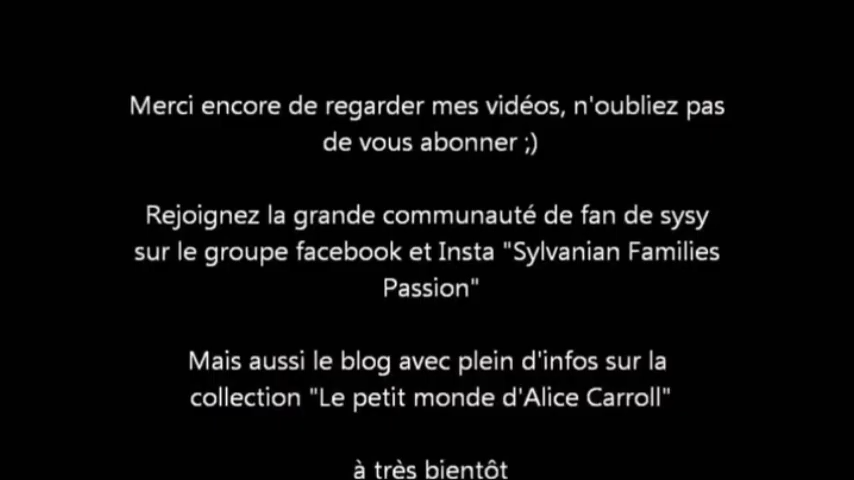 Merci encore de regarder mes vidéos, n'oubliez pas
de vous abonner ;)
Rejoignez la grande communauté de fan de sysy
sur le groupe facebook et Insta "Sylvanian Families
Passion"
Mais aussi le blog avec plein d'infos sur la
collection "Le petit monde d'Alice Carroll"
à très bientôt